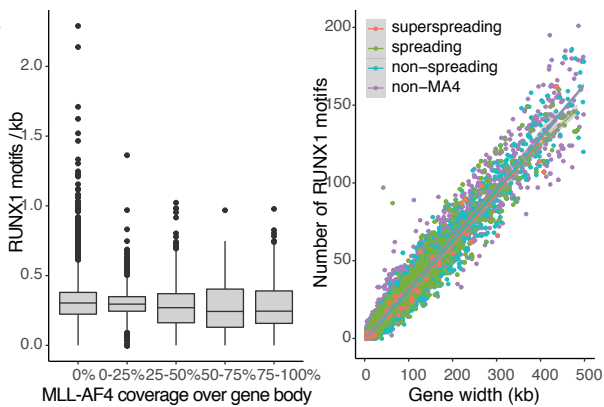 RUNX1 motifs /kb
2.0
1.5
1.0
0.5
0.0
0% 0-25% 25-50% 50-75% 75-100%
MLL-AF4 coverage over gene body
Number of RUNX1 motifs
200
150
100
50
0
superspreading
spreading
non-spreading
non-MA4
0 100 200 300 400 500
Gene width (kb)